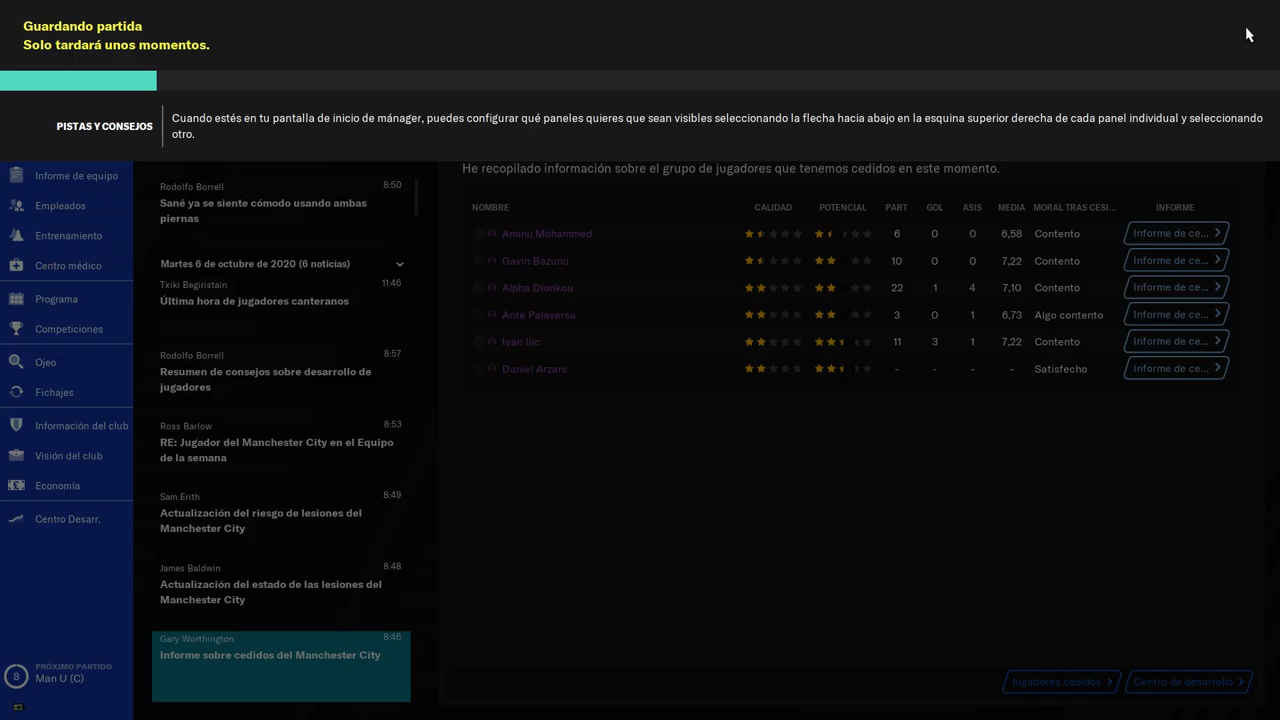 Guardando partida
Solo tardará unos momentos.
PISTAS Y CONSEJOS
Cuando estés en tu pantalla de inicio de mánager, puedes configurar qué paneles quieres que sean visibles seleccionando la flecha hacia abajo en la esquina superior derecha de cada panel individual y seleccionando
otro.
Informe de equipo
Empleados
Entrenamiento
Centro médico
Programa
Competiciones
Ojeo
Fichajes
Información del club
Visión del club
Economía
Centro Desarr.
8
PRÓXIMO PARTIDO
Man U (C)
Rodolfo Borrell 8:50
Sané ya se siente cómodo usando ambas
piernas
Martes 6 de octubre de 2020 (6 noticias)
Txiki Begiristain 11:46
Última hora de jugadores canteranos
Rodolfo Borrell 8:57
Resumen de consejos sobre desarrollo de
jugadores
Ross Barlow 8:53
RE: Jugador del Manchester City en el Equipo
de la semana
Sam Erith 8:49
Actualización del riesgo de lesiones del
Manchester City
James Baldwin 8:48
Actualización del estado de las lesiones del
Manchester City
Gary Worthington 8:46
Informe sobre cedidos del Manchester City
He recopilado información sobre el grupo de jugadores que tenemos cedidos en este momento.
NOMBRE CALIDAD POTENCIAL PART GOL ASIS MEDIA MORAL TRAS CESI... INFORME
Aminu Mohammed 6 0 0 6,58 Contento Informe de ce...
Gavin Bazunu 10 0 0 7,22 Contento Informe de ce...
Alpha Dionkou 22 1 4 7,10 Contento Informe de ce...
Ante Palaversa 3 0 1 6,73 Algo contento Informe de ce...
Ivan Ilic 11 3 1 7,22 Contento Informe de ce...
Daniel Arzani - - - - Satisfecho Informe de ce...
Jugadores cedidos
Centro de desarrollo